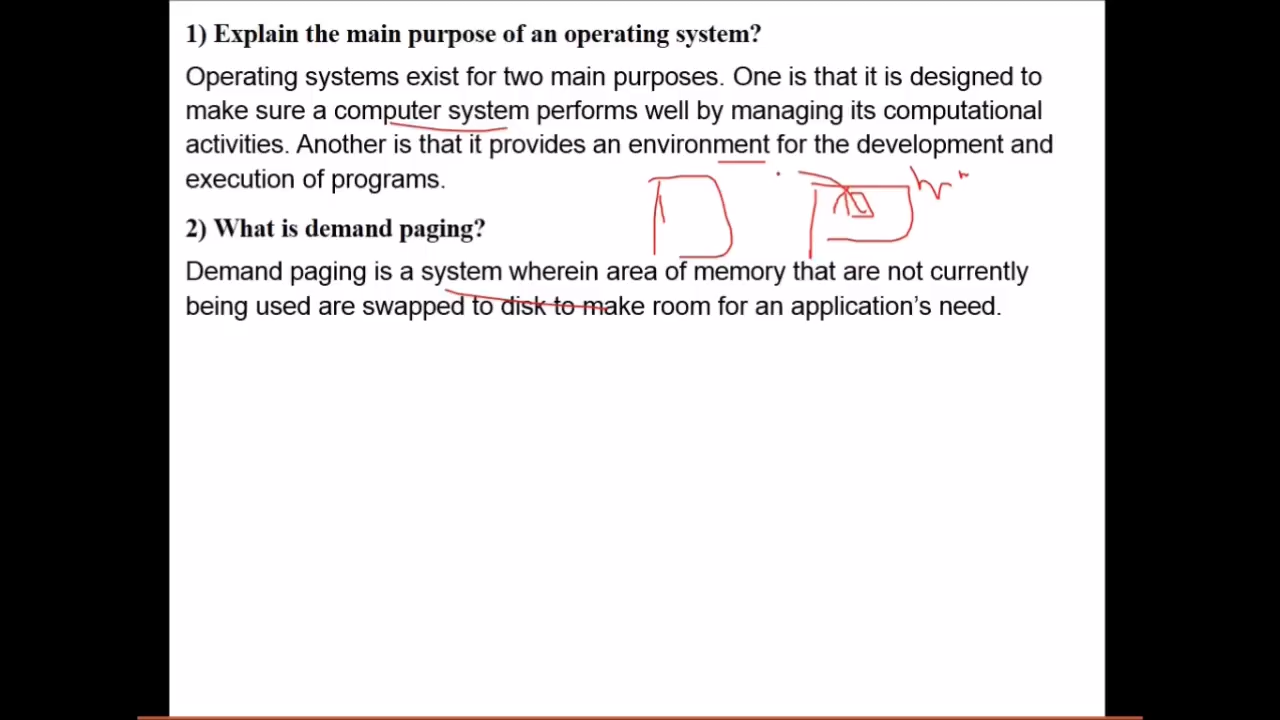 1) Explain the main purpose of an operating system?
Operating systems exist for two main purposes. One is that it is designed to
make sure a computer system performs well by managing its computational
activities. Another is that it provides an environment for the development and
execution of programs.
2) What is demand paging?
Demand paging is a system wherein area of memory that are not currently
being used are swapped to disk to make room for an application’s need.